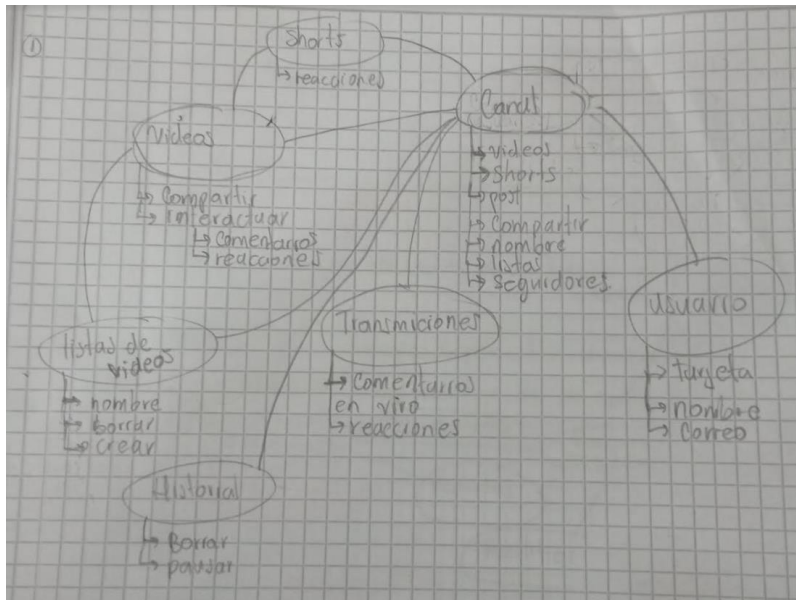 ①
Shorts
↳ reacciones
Canal
↳ videos
↳ Shorts
↳ post
↳ Compartir
↳ nombre
↳ listas
↳ seguidores
Videos
↳ Compartir
↳ interactuar
↳ Comentarios
↳ reacciones
listas de
videos
↳ nombre
↳ borrar
↳ crear
Transmiciones
↳ Comentarios
en vivo
↳ reacciones
usuario
↳ tarjeta
↳ nombre
↳ correo
Historial
↳ Borrar
↳ pausar